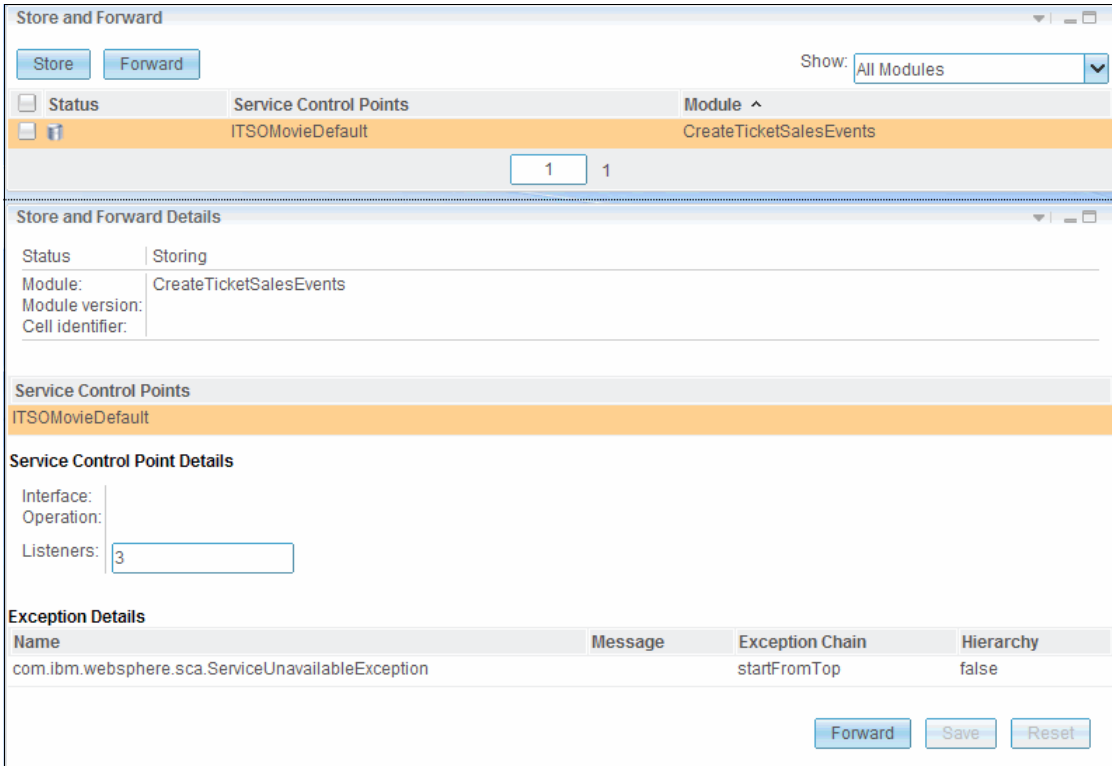 Store and Forward
Store Forward Show: All Modules
Status Service Control Points Module
ITSOMovieDefault CreateTicketSalesEvents
1 1
Store and Forward Details
Status Storing
Module: CreateTicketSalesEvents
Module version:
Cell identifier:
Service Control Points
ITSOMovieDefault
Service Control Point Details
Interface:
Operation:
Listeners: 3
Exception Details
Name Message Exception Chain Hierarchy
com.ibm.websphere.sca.ServiceUnavailableException startFromTop false
Forward Save Reset